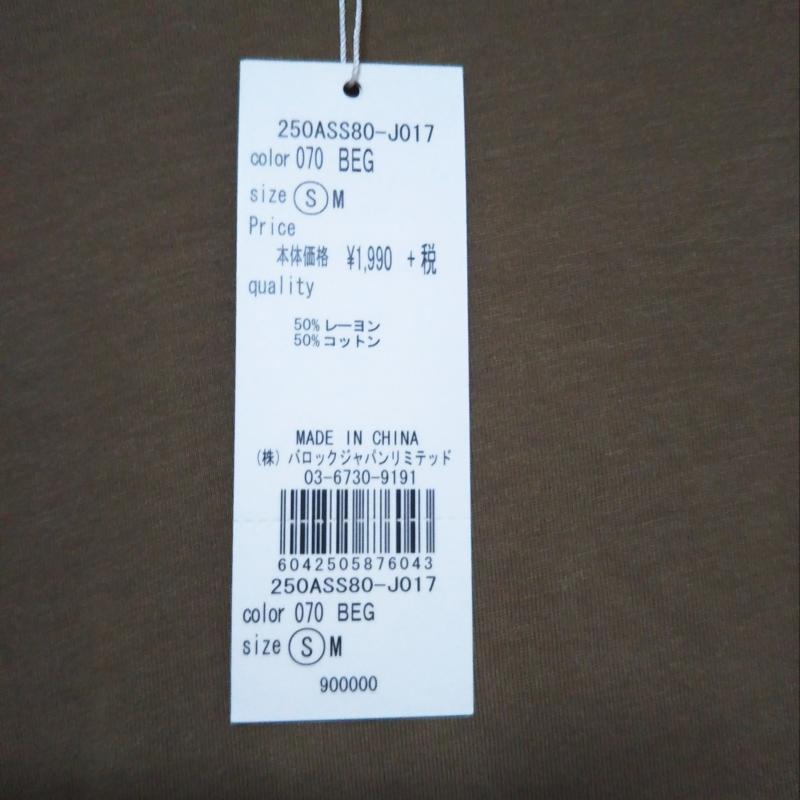 250ASS80-J017
color 070 BEG
size S M
Price
本体価格 ¥1,990 +税
quality
50% レーヨン
50% コットン
MADE IN CHINA
(株) バロックジャパンリミテッド
03-6730-9191
6042505876043
250ASS80-J017
color 070 BEG
size S M
900000